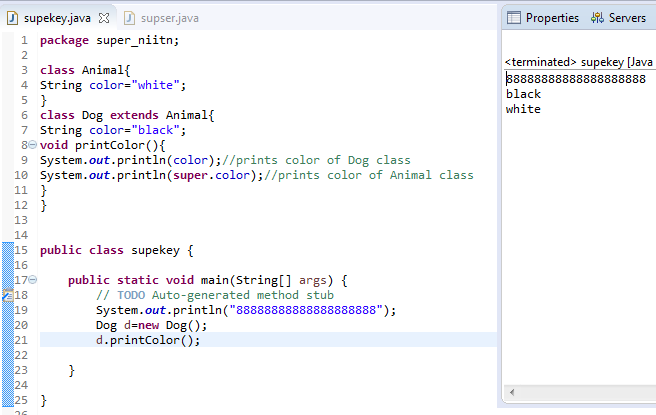 supekey.java
supser.java
1 package super_niitn;
2
3 class Animal{
4 String color="white";
5 }
6 class Dog extends Animal{
7 String color="black";
8 void printColor(){
9 System.out.println(color);//prints color of Dog class
10 System.out.println(super.color);//prints color of Animal class
11 }
12 }
13
14
15 public class supekey {
16
17 public static void main(String[] args) {
18 // TODO Auto-generated method stub
19 System.out.println("88888888888888888888");
20 Dog d=new Dog();
21 d.printColor();
22
23 }
24
25 }
26
Properties Servers
<terminated> supekey [Java
88888888888888888888
black
white